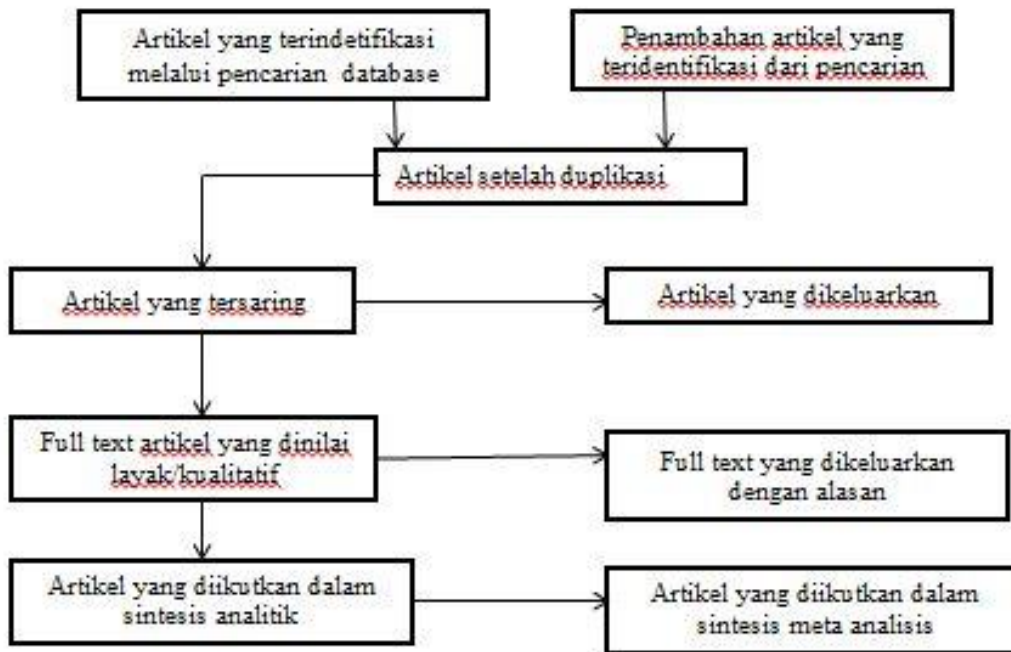 Artikel yang terindetifikasi
melalui pencarian database
Penambahan artikel yang
teridentifikasi dari pencarian
Artikel setelah duplikasi
Artikel yang tersaring
Artikel yang dikeluarkan
Full text artikel yang dinilai
layak/kualitatif
Full text yang dikeluarkan
dengan alasan
Artikel yang diikutkan dalam
sintesis analitik
Artikel yang diikutkan dalam
sintesis meta analisis